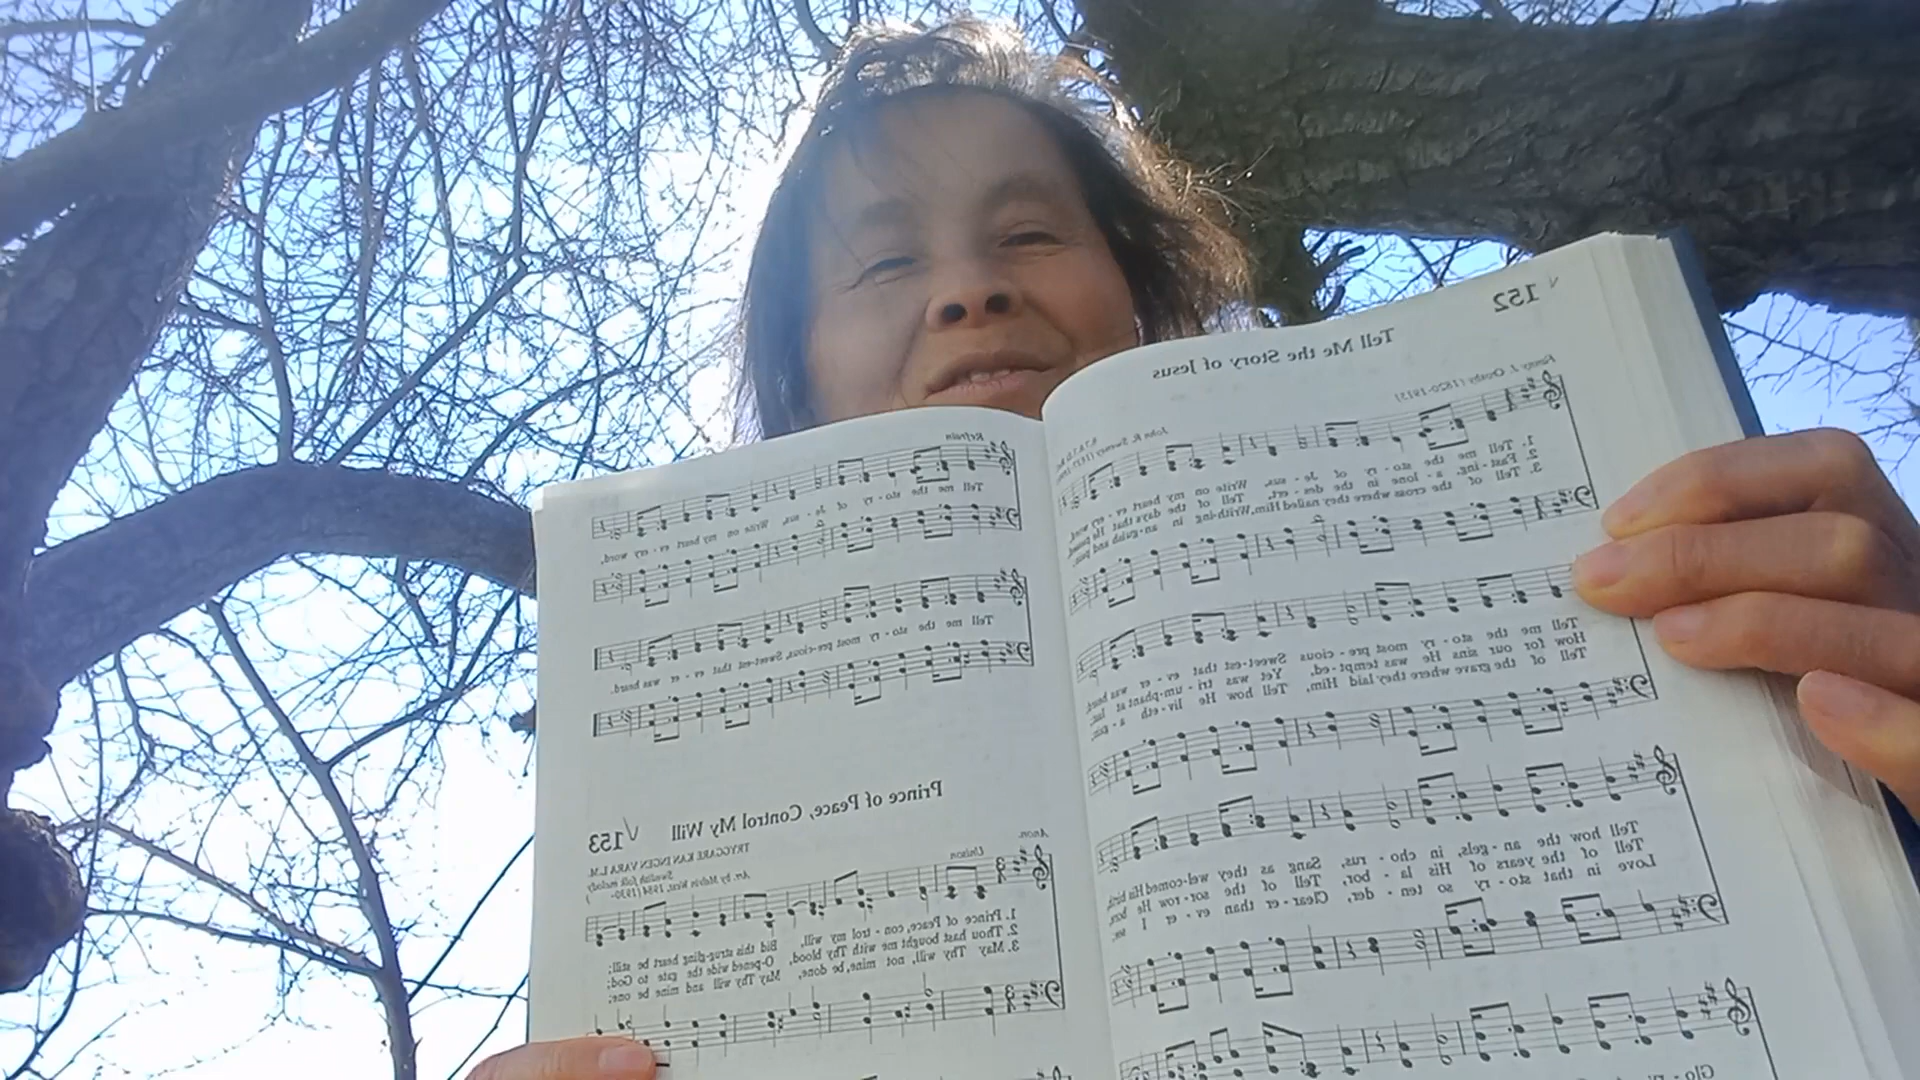 √ 152
Tell Me the Story of Jesus
Fanny J. Crosby (1820-1915)
John R. Sweney
1. Tell me the sto - ry of Je - sus, Write on my heart ev - ery word,
2. Fast - ing, a - lone in the des - ert, Tell of the days that He passed,
3. Tell of the cross where they nailed Him, Writh-ing in an - guish and pain;
Tell me the sto - ry most pre - cious Sweet-est that ev - er was heard,
How for our sins He was tempt - ed, Yet was tri - um-phant at last,
Tell of the grave where they laid Him, Tell how He liv - eth a - gain,
Tell how the an - gels, in cho - rus, Sang as they wel-comed His birth,
Tell of the years of His la - bor, Tell of the sor - row He bore,
Love in that sto - ry so ten - der, Clear - er than ev - er I see,
Glo -
Refrain
Tell me the sto - ry of Je - sus, Write on my heart ev - ery word,
Tell me the sto - ry most pre-cious, Sweet-est that ev - er was heard.
Prince of Peace, Control My Will √ 153
Anon.
TRYGGARE KAN INGEN VARA L.M.
Swedish folk melody
Unison
Arr. by Melvin West, 1984 (1930- )
1. Prince of Peace, con - trol my will, Bid this strug-gling heart be still;
2. Thou hast bought me with Thy blood, O-pened wide the gate to God;
3. May Thy will, not mine, be done, May Thy will and mine be one;